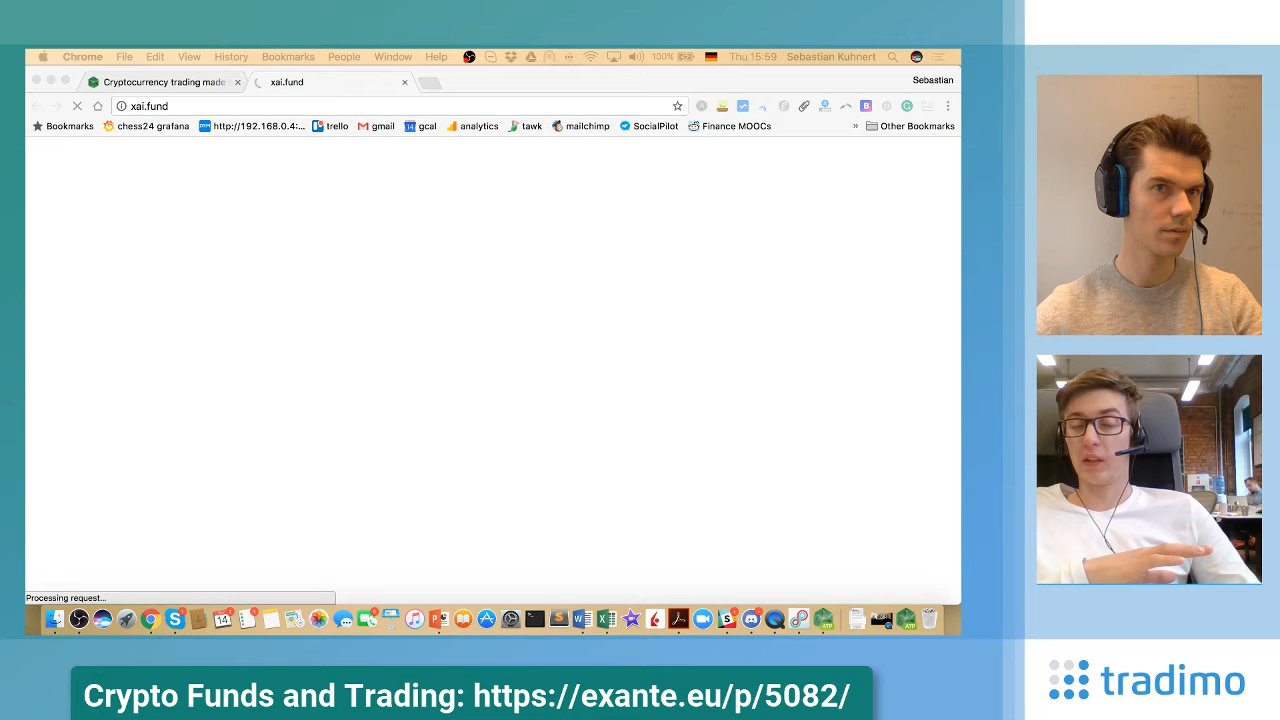 Chrome File Edit View History Bookmarks People Window Help 100% Thu 15:59 Sebastian Kuhnert
Cryptocurrency trading made × xai.fund × Sebastian
xai.fund
Bookmarks chess24 grafana http://192.168.0.4:... trello gmail gcal analytics tawk mailchimp SocialPilot Finance MOOCs » Other Bookmarks
Processing request...
Crypto Funds and Trading: https://exante.eu/p/5082/
tradimo